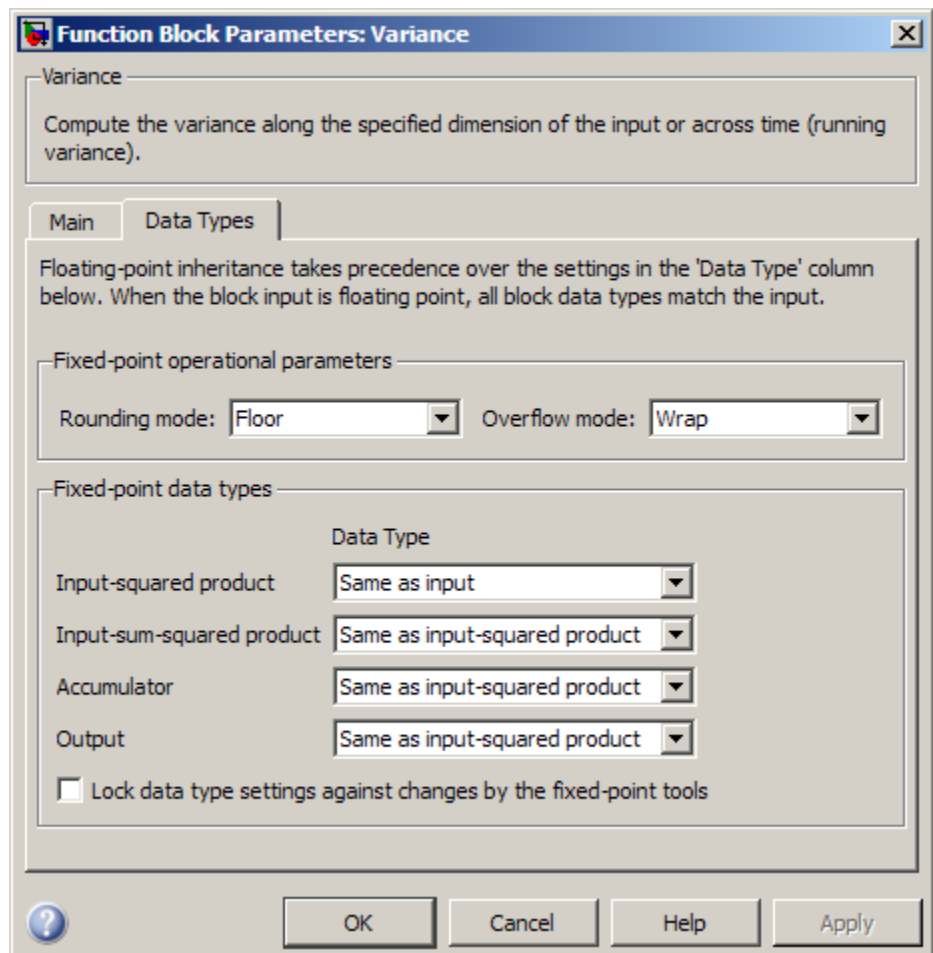 Function Block Parameters: Variance
Variance
Compute the variance along the specified dimension of the input or across time (running
variance).
Main Data Types
Floating-point inheritance takes precedence over the settings in the 'Data Type' column
below. When the block input is floating point, all block data types match the input.
Fixed-point operational parameters
Rounding mode: Floor Overflow mode: Wrap
Fixed-point data types
Data Type
Input-squared product Same as input
Input-sum-squared product Same as input-squared product
Accumulator Same as input-squared product
Output Same as input-squared product
Lock data type settings against changes by the fixed-point tools
? OK Cancel Help Apply